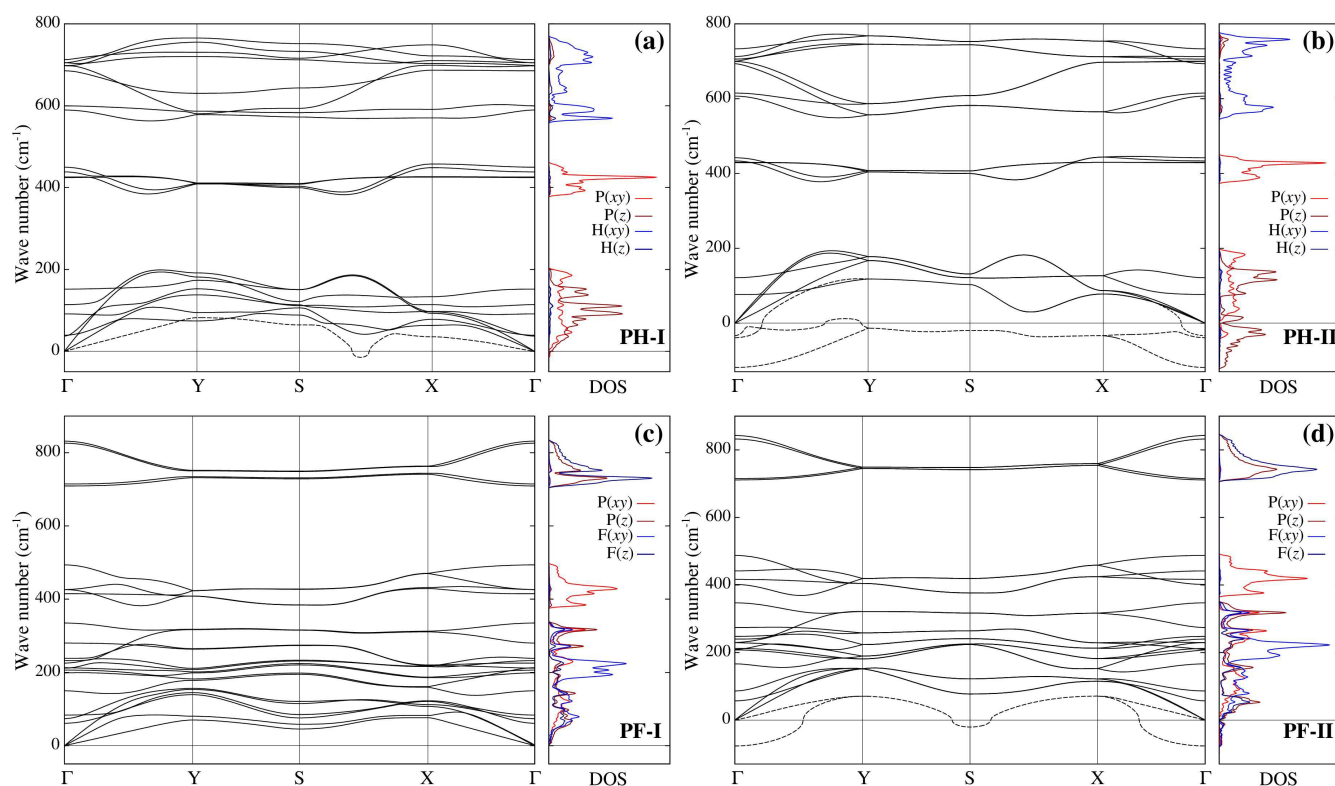 800
600
400
200
0
Wave number (cm-1)
Γ
Y
S
X
Γ
DOS
(a)
P(xy)
P(z)
H(xy)
H(z)
PH-I
800
600
400
200
0
Wave number (cm-1)
Γ
Y
S
X
Γ
DOS
(b)
P(xy)
P(z)
H(xy)
H(z)
PH-II
800
600
400
200
0
Wave number (cm-1)
Γ
Y
S
X
Γ
DOS
(c)
P(xy)
P(z)
F(xy)
F(z)
PF-I
800
600
400
200
0
Wave number (cm-1)
Γ
Y
S
X
Γ
DOS
(d)
P(xy)
P(z)
F(xy)
F(z)
PF-II